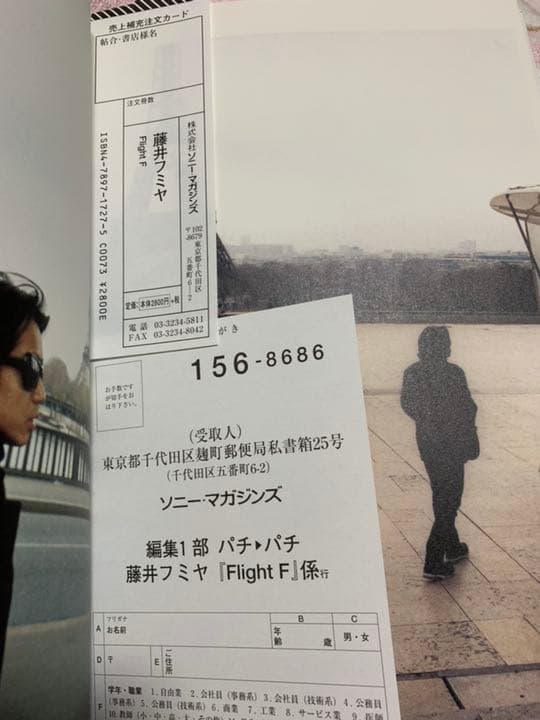 売上補充注文カード
帖合・書店様名
注文冊数
株式会社ソニー・マガジンズ
〒102-8679 東京都千代田区五番町6-2
藤井フミヤ
Flight F
定価:本体2800円+税
電話 03-3234-5811
FAX 03-3234-8042
ISBN4-7897-1727-5 C0073 ¥2800E
がき
156-8686
お手数です
が切手をお
はり下さい。
(受取人)
東京都千代田区麹町郵便局私書箱25号
(千代田区五番町6-2)
ソニー・マガジンズ
編集1部 パチ▶パチ
藤井フミヤ『Flight F』係行
A フリガナ
お名前
B
年齢 歳
C
男・女
D 〒
E ご住所
F
学年・職業 1.自由業 2.会社員(事務系) 3.会社員(技術系) 4.公務員
(事務系) 5.公務員(技術系) 6.商業 7.工業 8.サービス業 9.医師